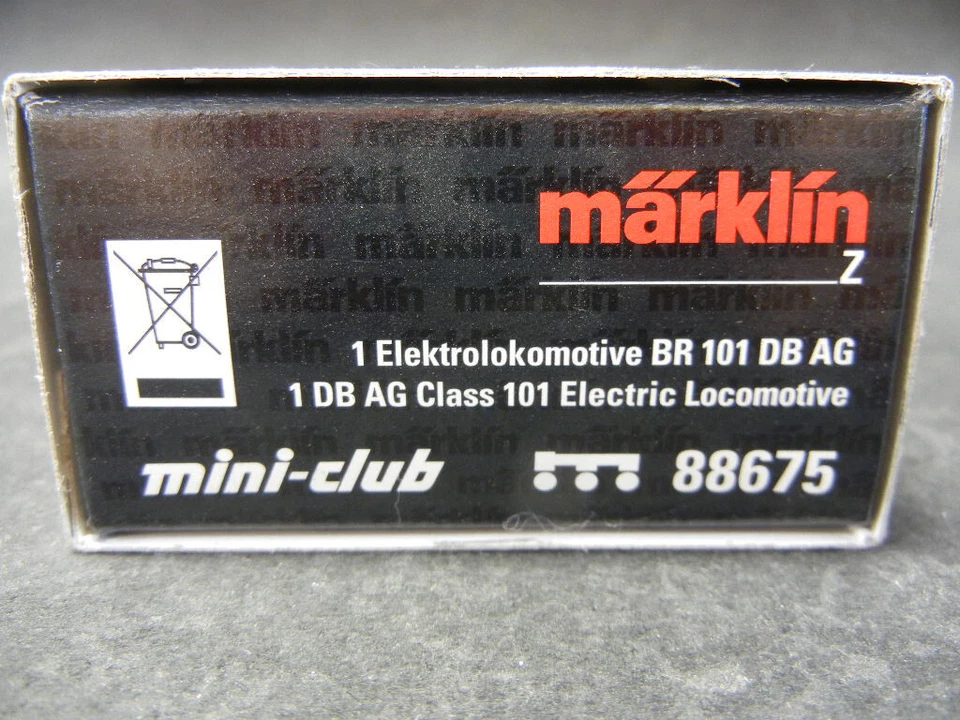 märklin
Z
1 Elektrolokomotive BR 101 DB AG
1 DB AG Class 101 Electric Locomotive
mini-club 88675